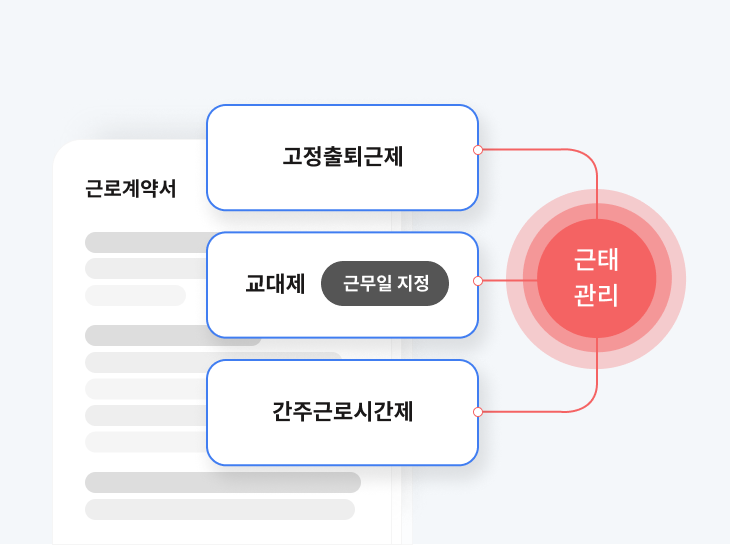 근로계약서
고정출퇴근제
교대제 근무일 지정
간주근로시간제
근태
관리